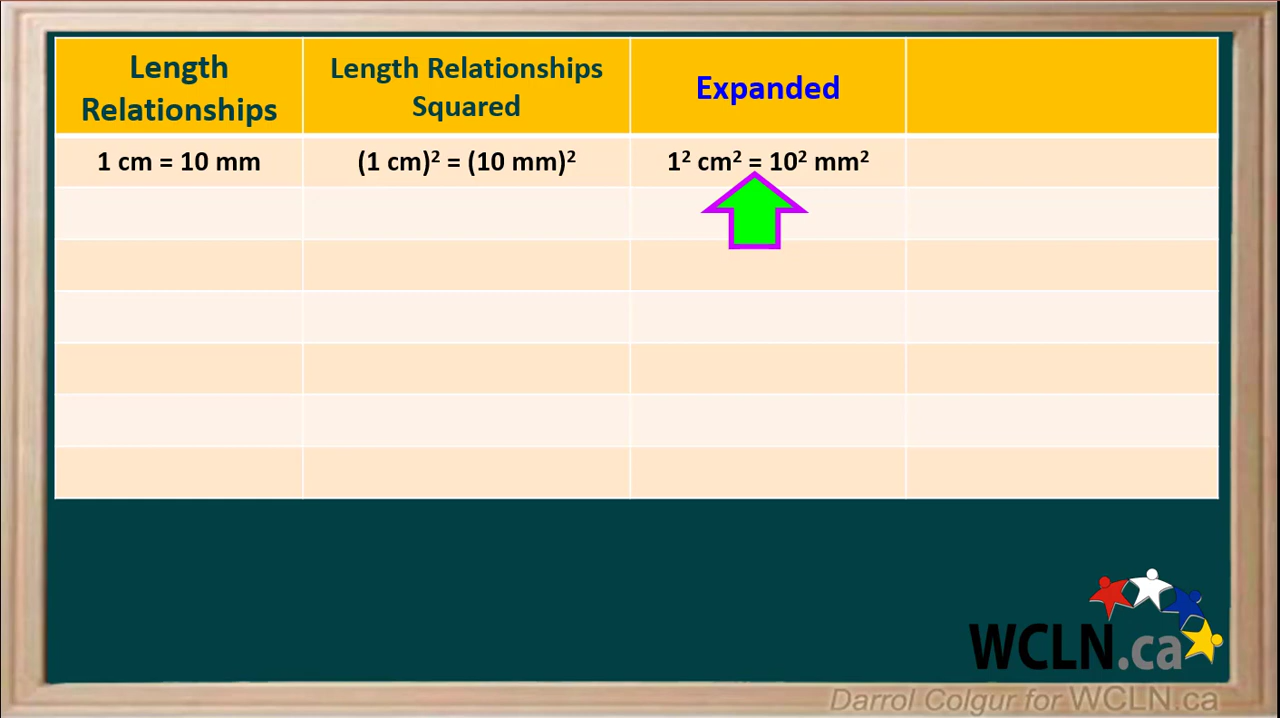 Length
Relationships
Length Relationships
Squared
Expanded
1 cm = 10 mm
(1 cm)² = (10 mm)²
1² cm² = 10² mm²
WCLN.ca
Darrol Colgur for WCLN.ca